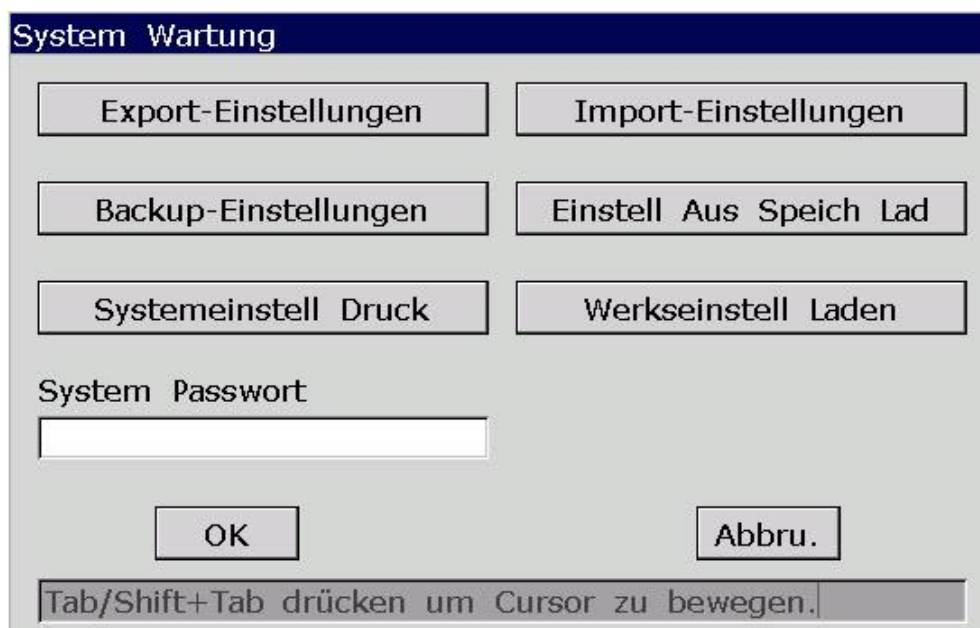 System Wartung
Export-Einstellungen Import-Einstellungen
Backup-Einstellungen Einstell Aus Speich Lad
Systemeinstell Druck Werkseinstell Laden
System Passwort
OK Abbru.
Tab/Shift+Tab drücken um Cursor zu bewegen.